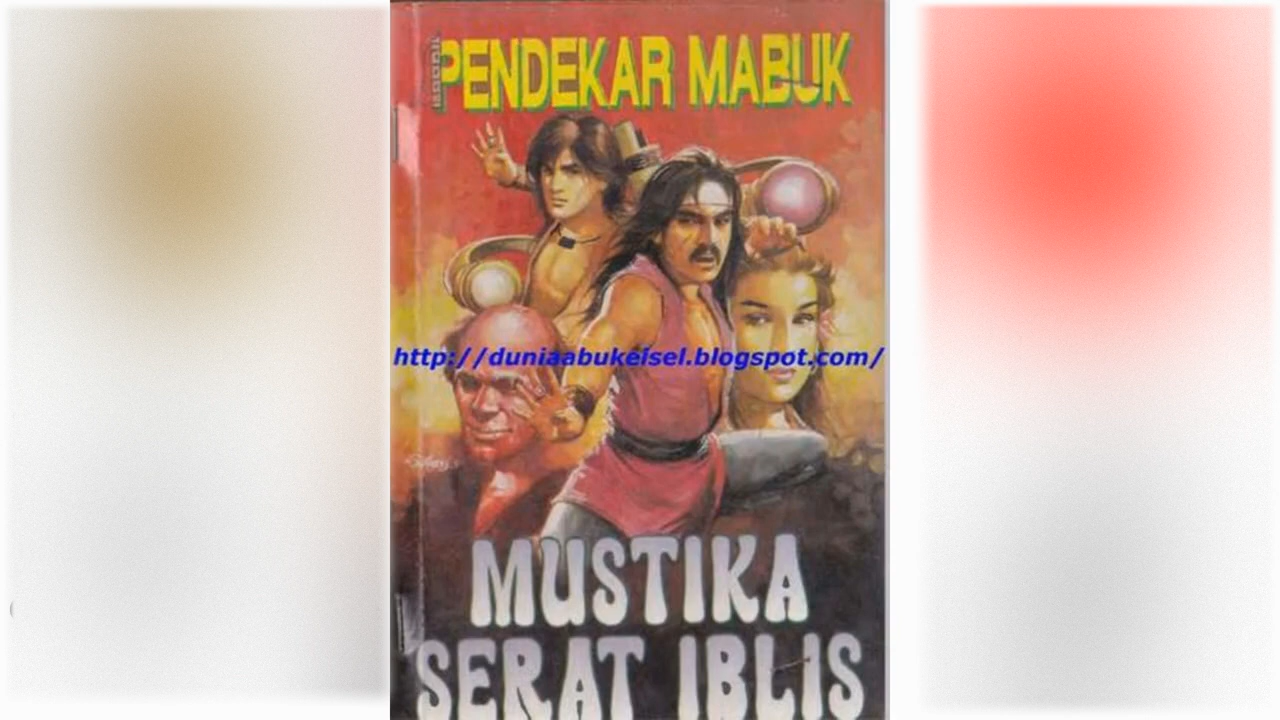 PENDEKAR MABUK
http://duniaabukeisel.blogspot.com/
MUSTIKA
SERAT IBLIS